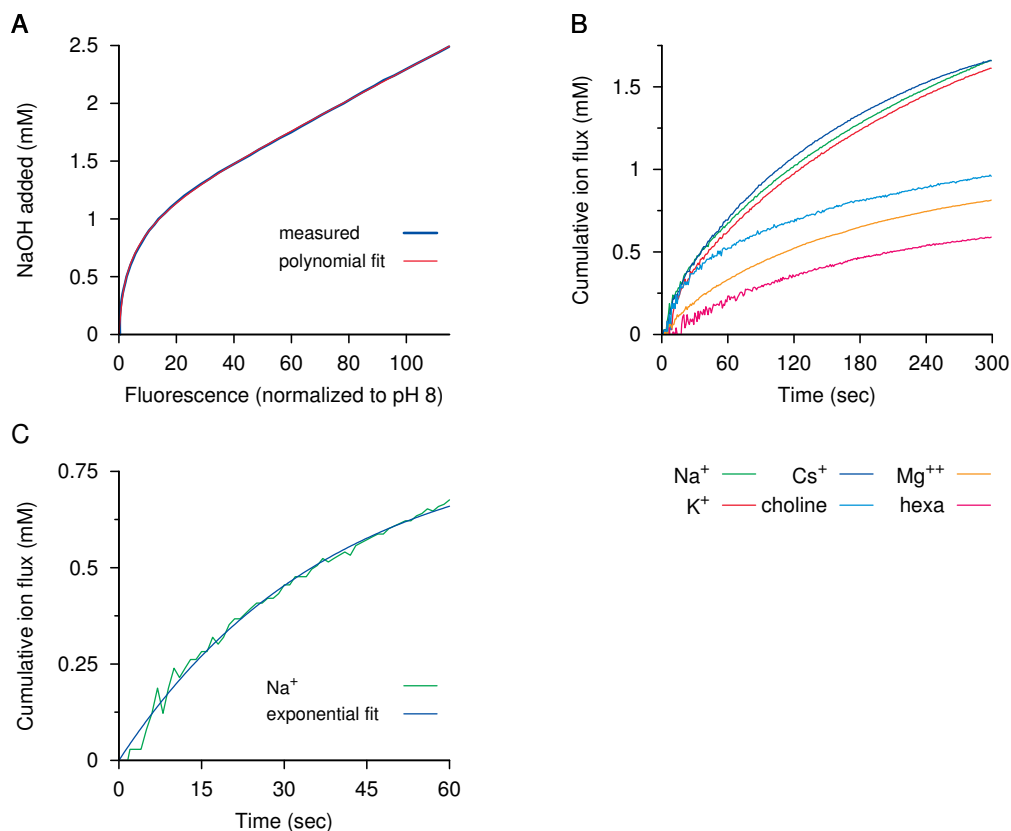 A
2.5
2
1.5
1
0.5
0
NaOH added (mM)
measured
polynomial fit
0 20 40 60 80 100
Fluorescence (normalized to pH 8)
B
1.5
1
0.5
0
Cumulative ion flux (mM)
0 60 120 180 240 300
Time (sec)
C
0.75
0.5
0.25
0
Cumulative ion flux (mM)
Na⁺
exponential fit
0 15 30 45 60
Time (sec)
Na⁺ Cs⁺ Mg⁺⁺
K⁺ choline hexa